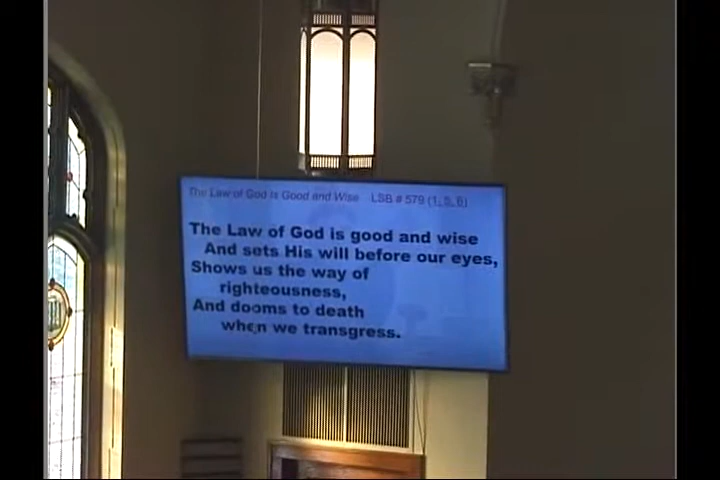 The Law of God is Good and Wise LSB # 579 (1, 5, 6)
The Law of God is good and wise
And sets His will before our eyes,
Shows us the way of
righteousness,
And dooms to death
when we transgress.